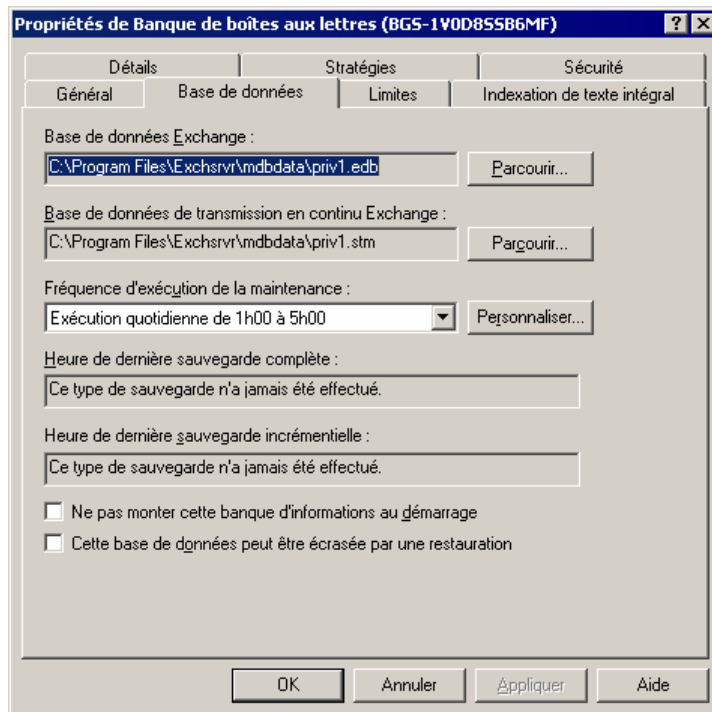 Propriétés de Banque de boîtes aux lettres (BGS-1V0D8SSB6MF)
Détails Stratégies Sécurité
Général Base de données Limites Indexation de texte intégral
Base de données Exchange :
C:\Program Files\Exchsrvr\mdbdata\priv1.edb Parcourir...
Base de données de transmission en continu Exchange :
C:\Program Files\Exchsrvr\mdbdata\priv1.stm Parcourir...
Fréquence d'exécution de la maintenance :
Exécution quotidienne de 1h00 à 5h00 Personnaliser...
Heure de dernière sauvegarde complète :
Ce type de sauvegarde n'a jamais été effectué.
Heure de dernière sauvegarde incrémentielle :
Ce type de sauvegarde n'a jamais été effectué.
Ne pas monter cette banque d'informations au démarrage
Cette base de données peut être écrasée par une restauration
OK Annuler Appliquer Aide